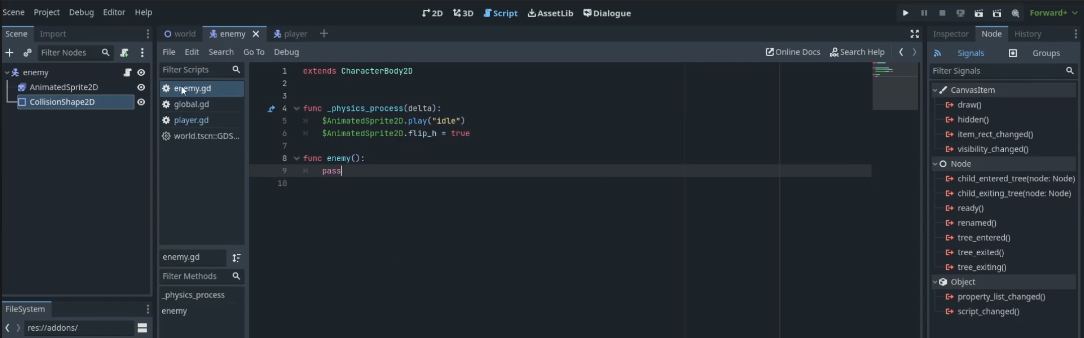 Scene Project Debug Editor Help
2D 3D Script AssetLib Dialogue
Forward+
Scene Import
Filter Nodes
enemy
AnimatedSprite2D
CollisionShape2D
FileSystem
res://addons/
world enemy player
File Edit Search Go To Debug
Online Docs Search Help
Filter Scripts
enemy.gd
global.gd
player.gd
world.tscn::GDS...
enemy.gd
Filter Methods
_physics_process
enemy
1 extends CharacterBody2D
2
3
4 func _physics_process(delta):
5 $AnimatedSprite2D.play("idle")
6 $AnimatedSprite2D.flip_h = true
7
8 func enemy():
9 pass
10
Inspector Node History
Signals Groups
Filter Signals
CanvasItem
draw()
hidden()
item_rect_changed()
visibility_changed()
Node
child_entered_tree(node: Node)
child_exiting_tree(node: Node)
ready()
renamed()
tree_entered()
tree_exited()
tree_exiting()
Object
property_list_changed()
script_changed()